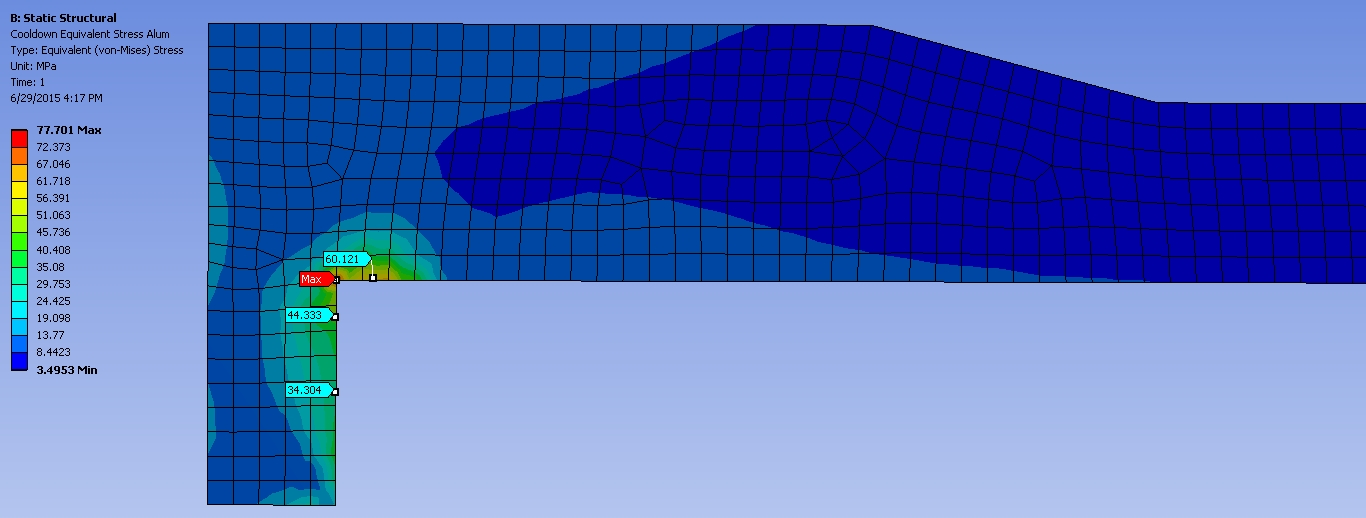 B: Static Structural
Cooldown Equivalent Stress Alum
Type: Equivalent (von-Mises) Stress
Unit: MPa
Time: 1
6/29/2015 4:17 PM
77.701 Max
72.373
67.046
61.718
56.391
51.063
45.736
40.408
35.08
29.753
24.425
19.098
13.77
8.4423
3.4953 Min
60.121
Max
44.333
34.304